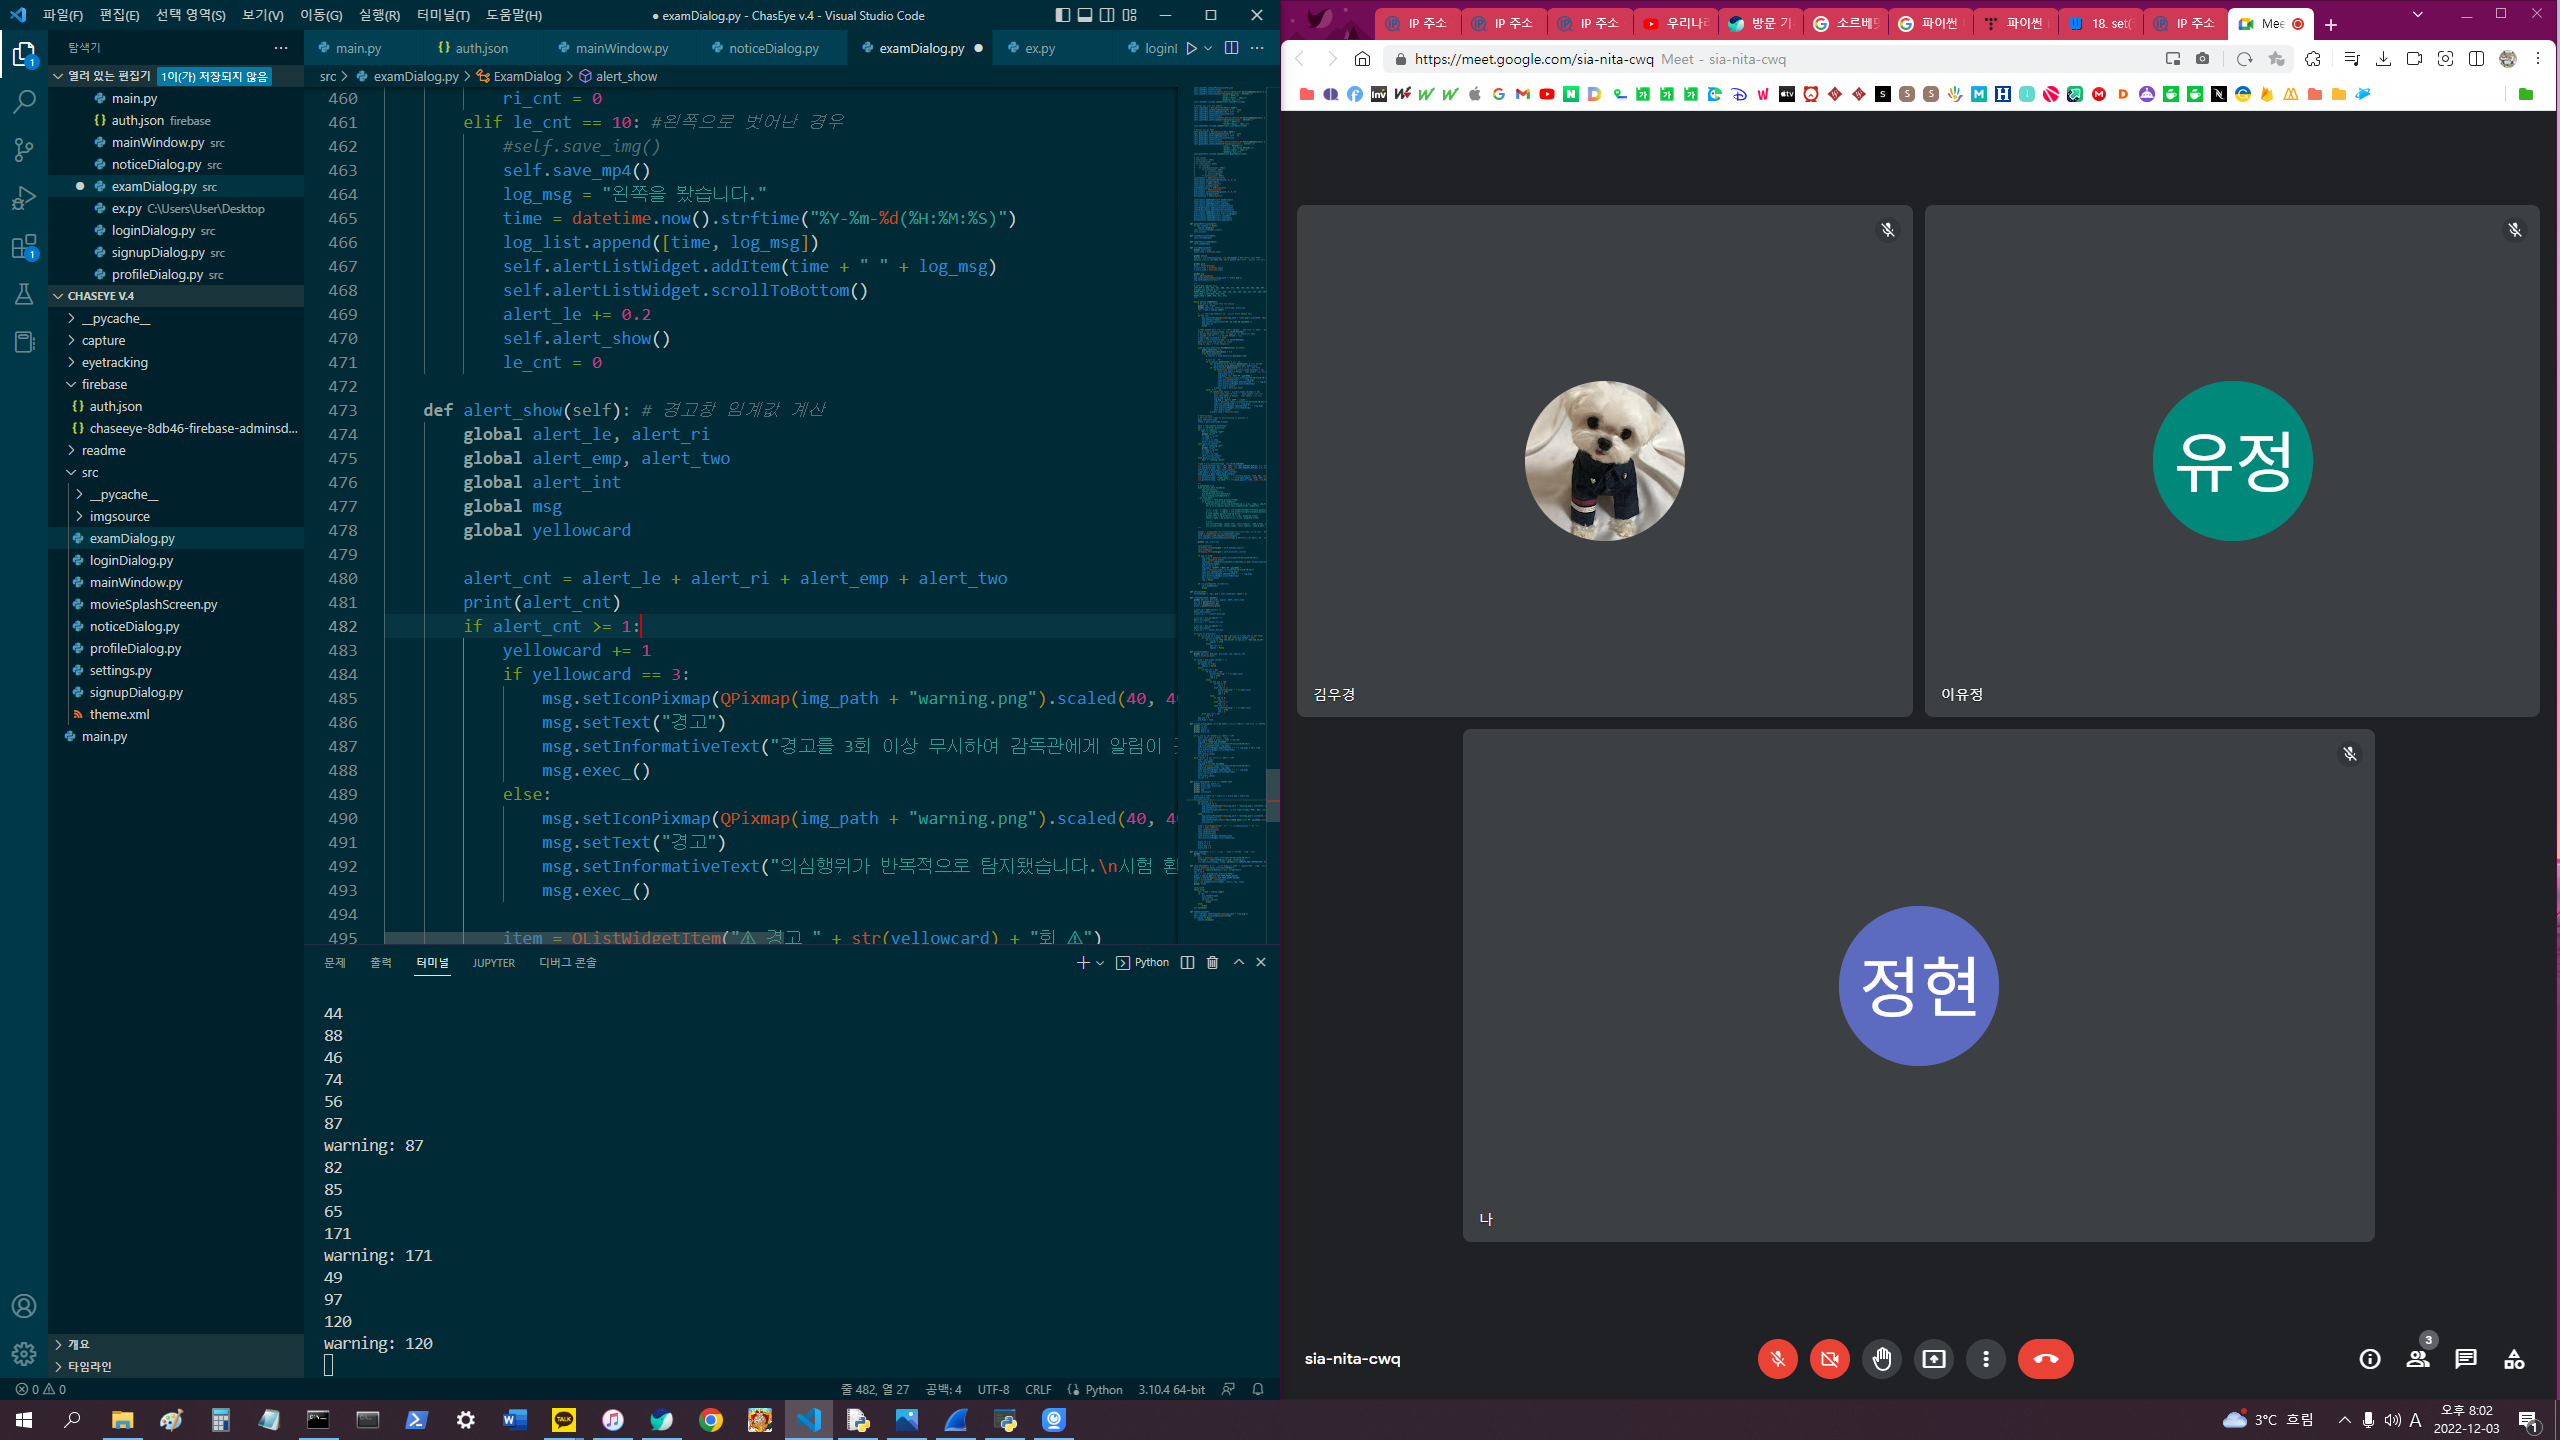 파일(F) 편집(E) 선택 영역(S) 보기(V) 이동(G) 실행(R) 터미널(T) 도움말(H)
● examDialog.py - ChasEye v.4 - Visual Studio Code
탐색기
열려 있는 편집기 1이(가) 저장되지 않음
main.py
auth.json firebase
mainWindow.py src
noticeDialog.py src
examDialog.py src
ex.py C:\Users\User\Desktop
loginDialog.py src
signupDialog.py src
profileDialog.py src
CHASEYE V.4
__pycache__
capture
eyetracking
firebase
auth.json
chaseeye-8db46-firebase-adminsd...
readme
src
__pycache__
imgsource
examDialog.py
loginDialog.py
mainWindow.py
movieSplashScreen.py
noticeDialog.py
profileDialog.py
settings.py
signupDialog.py
theme.xml
main.py
개요
타임라인
main.py auth.json mainWindow.py noticeDialog.py examDialog.py ex.py loginI
src > examDialog.py > ExamDialog > alert_show
460 ri_cnt = 0
461 elif le_cnt == 10: #왼쪽으로 벗어난 경우
462 #self.save_img()
463 self.save_mp4()
464 log_msg = "왼쪽을 봤습니다."
465 time = datetime.now().strftime("%Y-%m-%d(%H:%M:%S)")
466 log_list.append([time, log_msg])
467 self.alertListWidget.addItem(time + " " + log_msg)
468 self.alertListWidget.scrollToBottom()
469 alert_le += 0.2
470 self.alert_show()
471 le_cnt = 0
472
473 def alert_show(self): # 경고창 임계값 계산
474 global alert_le, alert_ri
475 global alert_emp, alert_two
476 global alert_int
477 global msg
478 global yellowcard
479
480 alert_cnt = alert_le + alert_ri + alert_emp + alert_two
481 print(alert_cnt)
482 if alert_cnt >= 1:
483 yellowcard += 1
484 if yellowcard == 3:
485 msg.setIconPixmap(QPixmap(img_path + "warning.png").scaled(40, 4
486 msg.setText("경고")
487 msg.setInformativeText("경고를 3회 이상 무시하여 감독관에게 알림이
488 msg.exec_()
489 else:
490 msg.setIconPixmap(QPixmap(img_path + "warning.png").scaled(40, 4
491 msg.setText("경고")
492 msg.setInformativeText("의심행위가 반복적으로 탐지됐습니다.\n시험 환
493 msg.exec_()
494
495 item = QListWidgetItem("⚠ 경고 " + str(yellowcard) + "회 ⚠")
문제 출력 터미널 JUPYTER 디버그 콘솔
Python
44
88
46
74
56
87
warning: 87
82
85
65
171
warning: 171
49
97
120
warning: 120
0 0
줄 482, 열 27 공백: 4 UTF-8 CRLF Python 3.10.4 64-bit
IP 주소 IP 주소 IP 주소 우리나라 방문 기 소르베 파이썬 파이썬 18. set( IP 주소 Mee
https://meet.google.com/sia-nita-cwq Meet - sia-nita-cwq
김우경
유정
이유정
정현
나
sia-nita-cwq
3
3°C 흐림
A
오후 8:02
2022-12-03
1